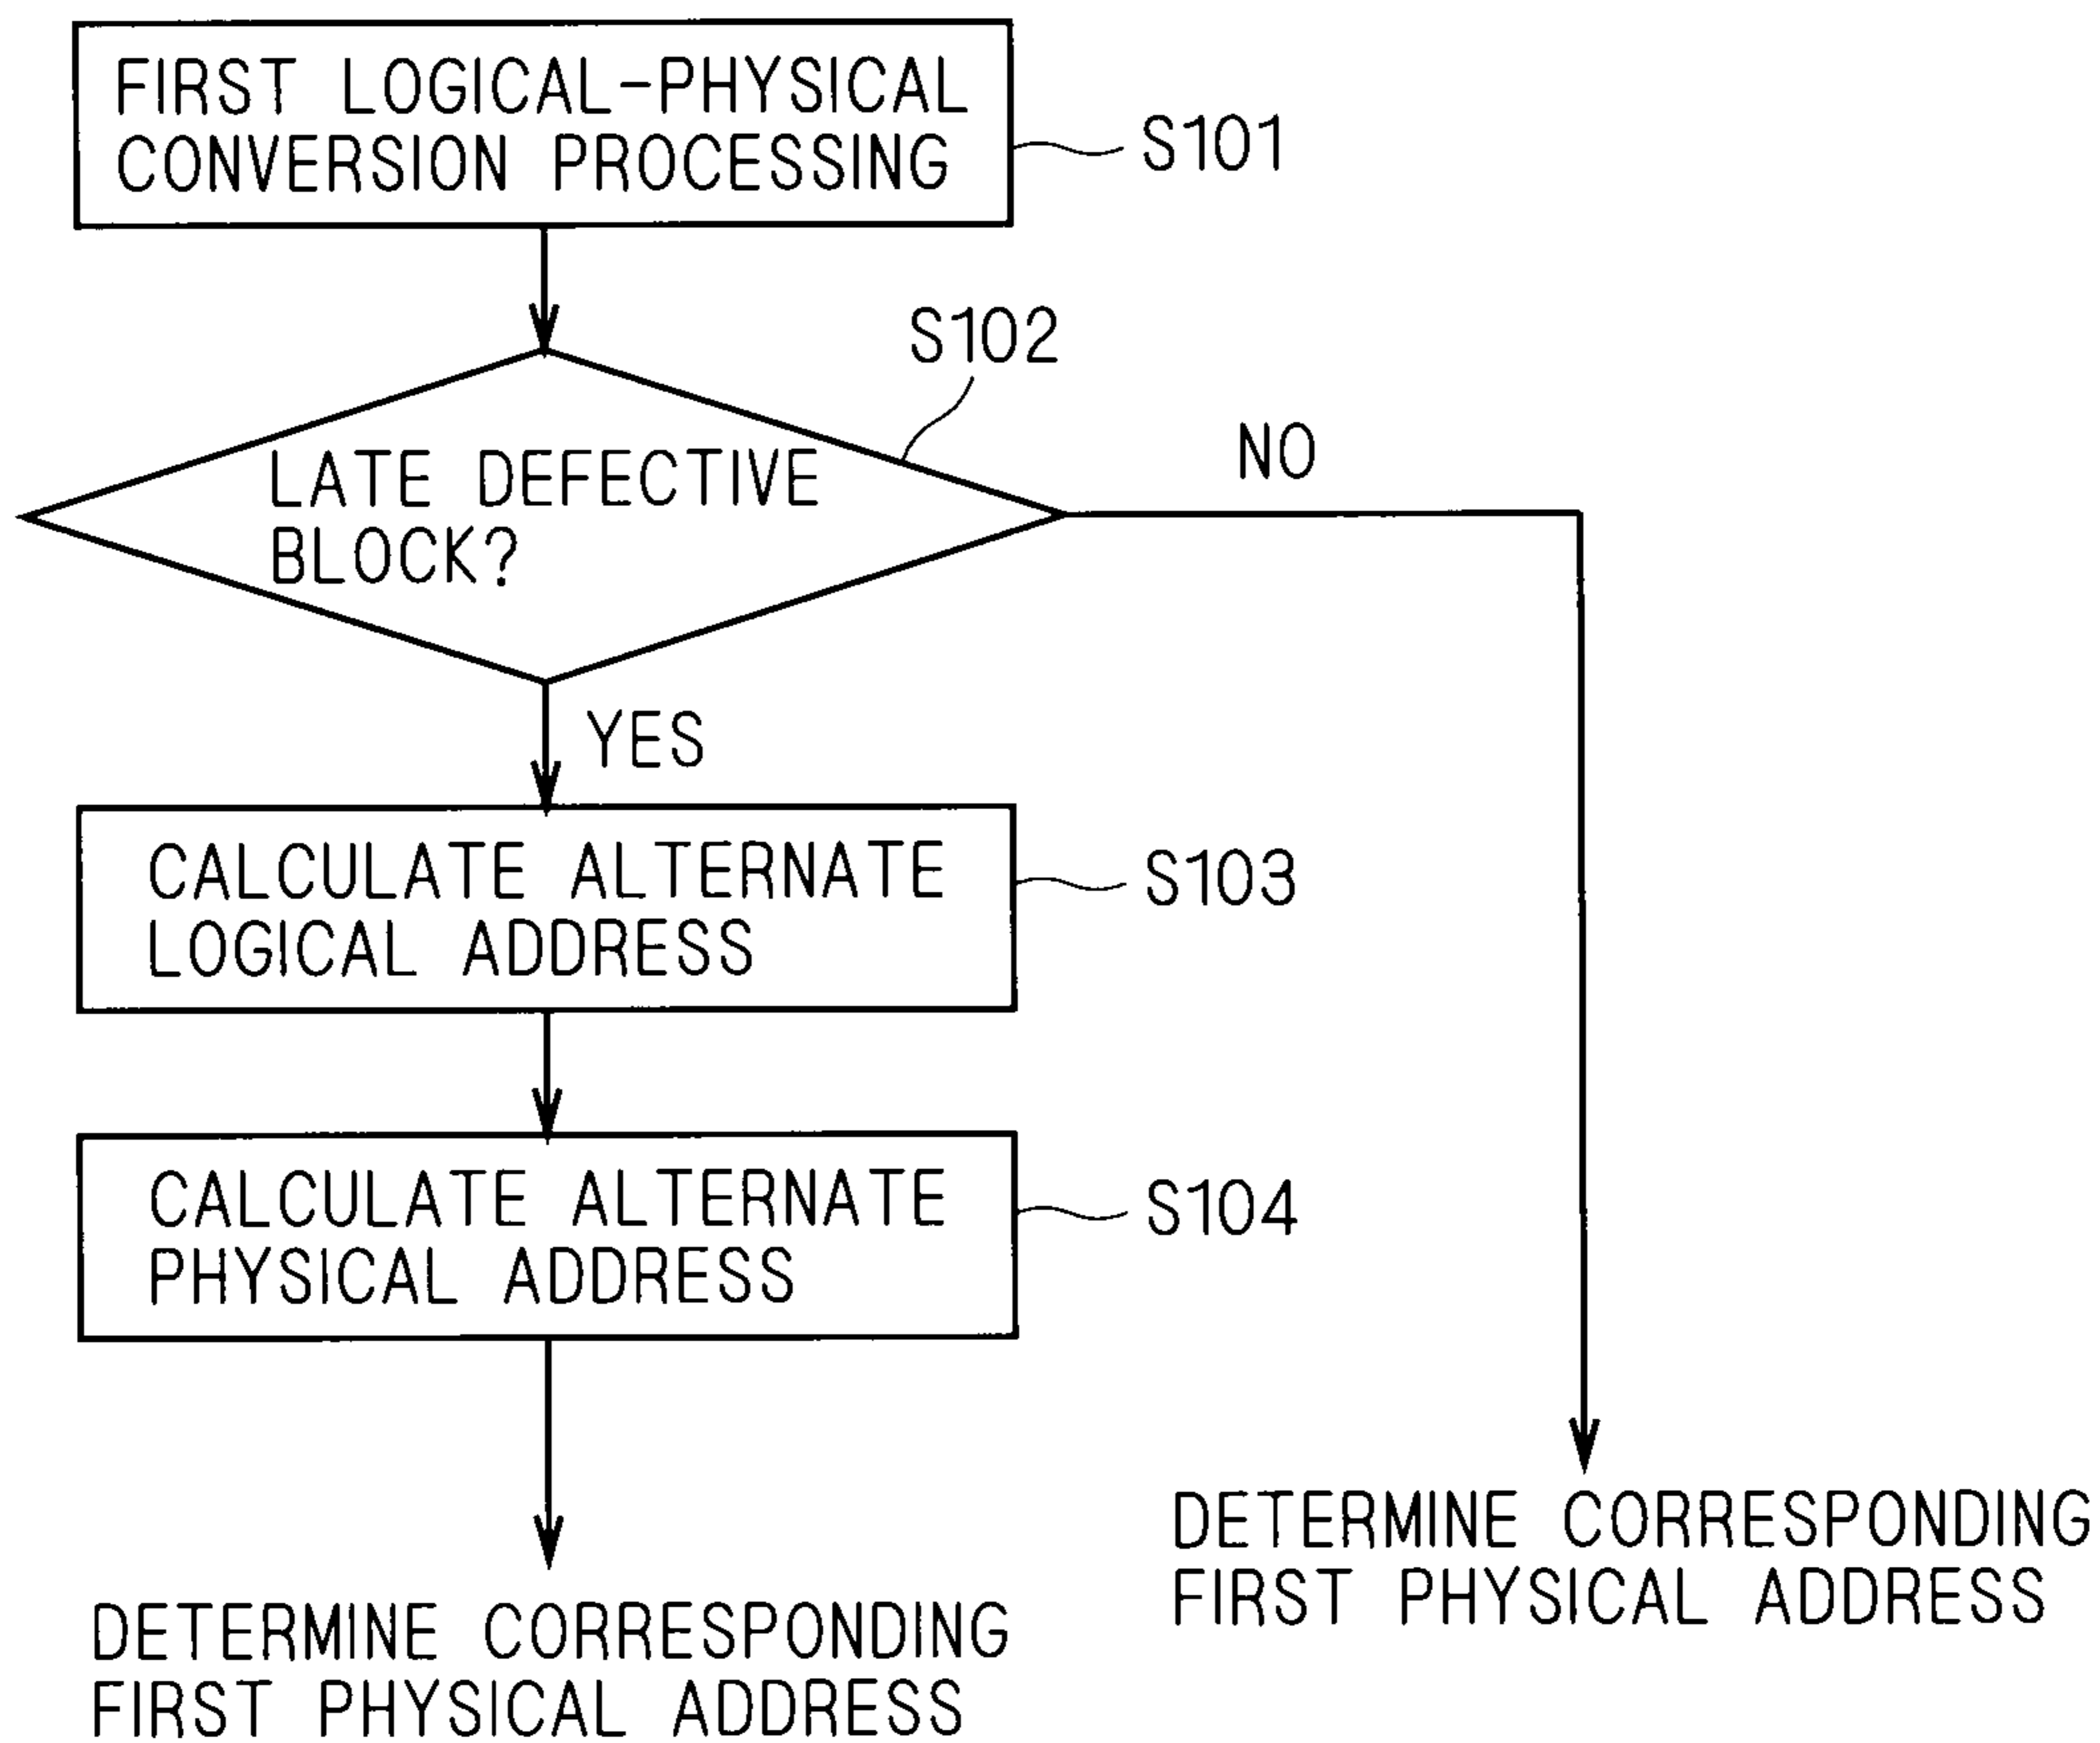 FIRST LOGICAL-PHYSICAL
CONVERSION PROCESSING
S101
S102
LATE DEFECTIVE
BLOCK?
NO
YES
CALCULATE ALTERNATE
LOGICAL ADDRESS
S103
CALCULATE ALTERNATE
PHYSICAL ADDRESS
S104
DETERMINE CORRESPONDING
FIRST PHYSICAL ADDRESS
DETERMINE CORRESPONDING
FIRST PHYSICAL ADDRESS